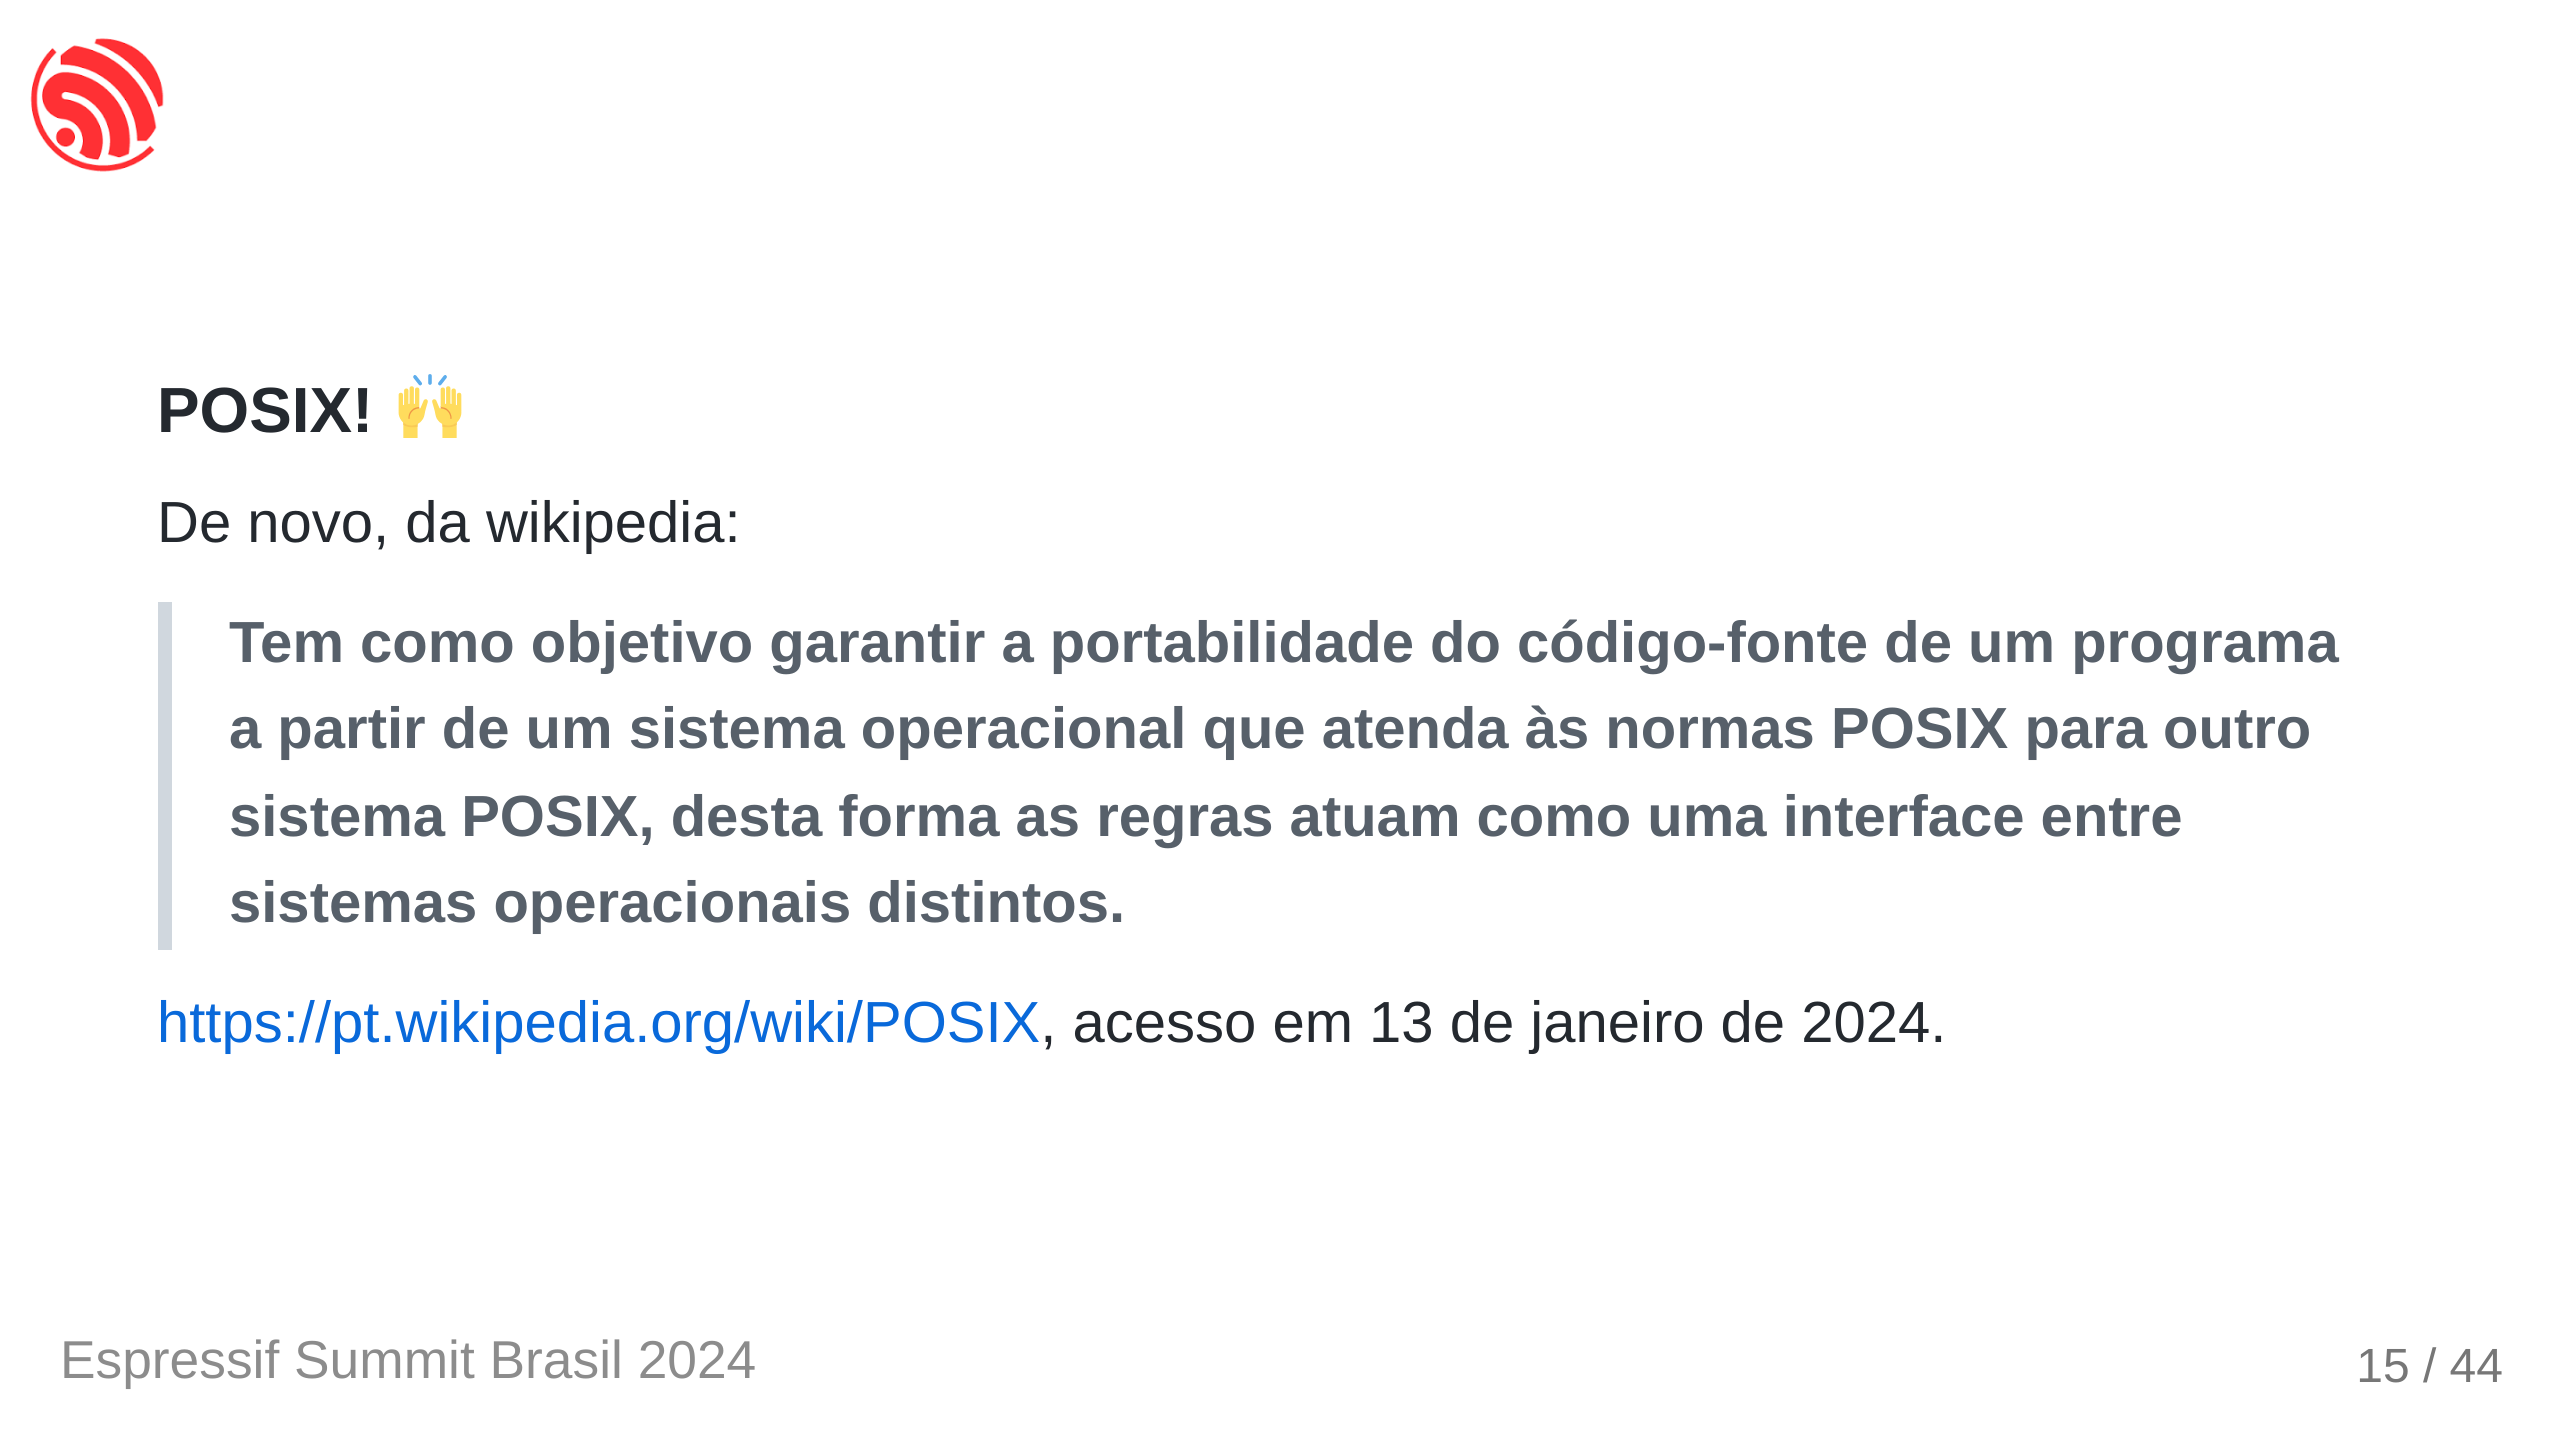 POSIX! 🙌
De novo, da wikipedia:
Tem como objetivo garantir a portabilidade do código-fonte de um programa
a partir de um sistema operacional que atenda às normas POSIX para outro
sistema POSIX, desta forma as regras atuam como uma interface entre
sistemas operacionais distintos.
https://pt.wikipedia.org/wiki/POSIX, acesso em 13 de janeiro de 2024.
Espressif Summit Brasil 2024
15 / 44